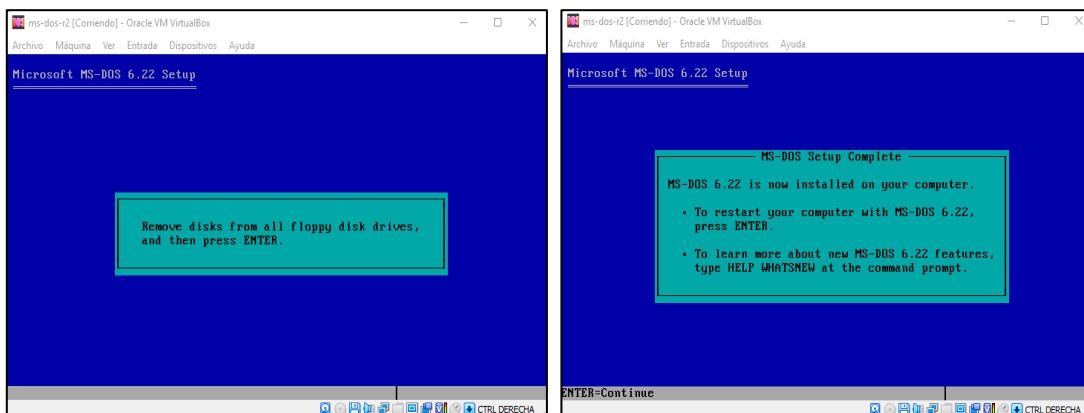 ms-dos-r2 [Corriendo] - Oracle VM VirtualBox
Archivo Máquina Ver Entrada Dispositivos Ayuda
Microsoft MS-DOS 6.22 Setup
Remove disks from all floppy disk drives,
and then press ENTER.
CTRL DERECHA
ms-dos-r2 [Corriendo] - Oracle VM VirtualBox
Archivo Máquina Ver Entrada Dispositivos Ayuda
Microsoft MS-DOS 6.22 Setup
MS-DOS Setup Complete
MS-DOS 6.22 is now installed on your computer.
• To restart your computer with MS-DOS 6.22,
press ENTER.
• To learn more about new MS-DOS 6.22 features,
type HELP WHATSNEW at the command prompt.
ENTER=Continue
CTRL DERECHA